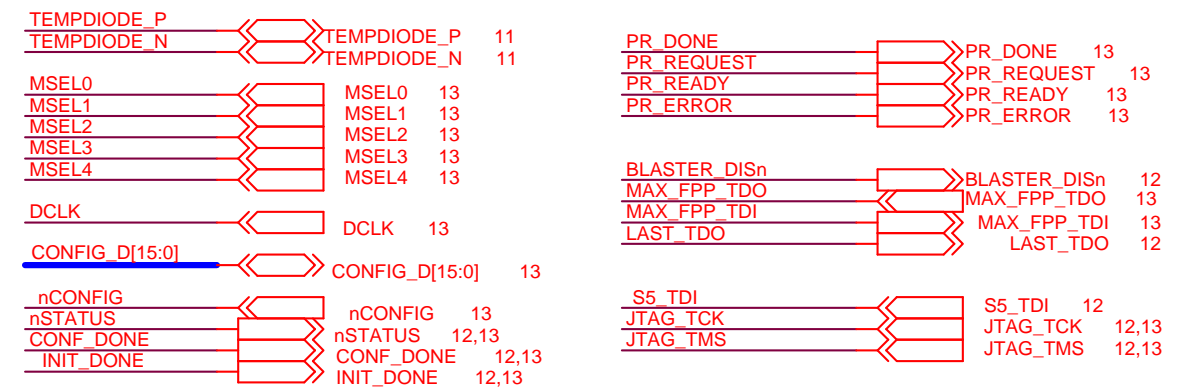 TEMPDIODE_P TEMPDIODE_P 11
TEMPDIODE_N TEMPDIODE_N 11
MSEL0 MSEL0 13
MSEL1 MSEL1 13
MSEL2 MSEL2 13
MSEL3 MSEL3 13
MSEL4 MSEL4 13
DCLK DCLK 13
CONFIG_D[15:0] CONFIG_D[15:0] 13
nCONFIG nCONFIG 13
nSTATUS nSTATUS 12,13
CONF_DONE CONF_DONE 12,13
INIT_DONE INIT_DONE 12,13
PR_DONE PR_DONE 13
PR_REQUEST PR_REQUEST 13
PR_READY PR_READY 13
PR_ERROR PR_ERROR 13
BLASTER_DISn BLASTER_DISn 12
MAX_FPP_TDO MAX_FPP_TDO 13
MAX_FPP_TDI MAX_FPP_TDI 13
LAST_TDO LAST_TDO 12
S5_TDI S5_TDI 12
JTAG_TCK JTAG_TCK 12,13
JTAG_TMS JTAG_TMS 12,13